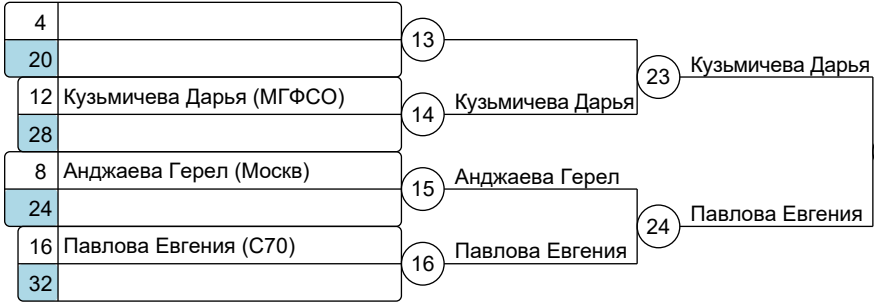 4
13
20
23 Кузьмичева Дарья
12 Кузьмичева Дарья (МГФСО)
14 Кузьмичева Дарья
28
8 Анджаева Герел (Москв)
15 Анджаева Герел
24
24 Павлова Евгения
16 Павлова Евгения (С70)
16 Павлова Евгения
32